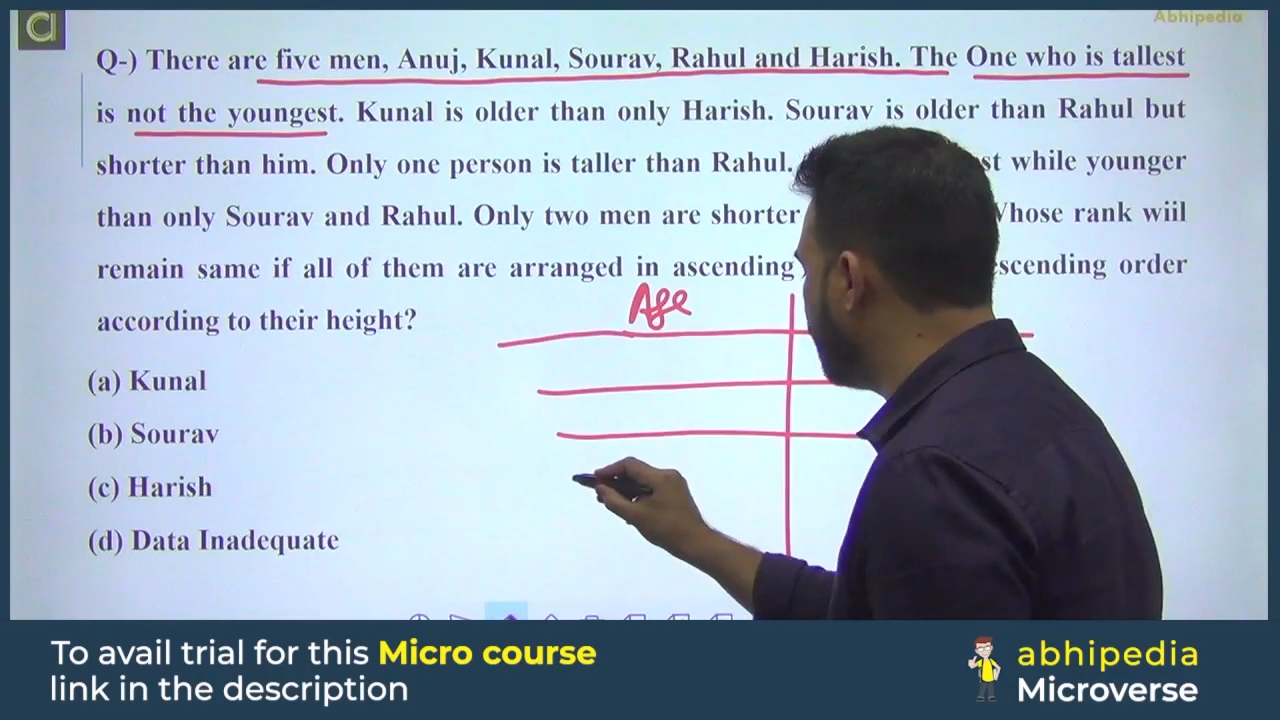 Abhipedia
Q-) There are five men, Anuj, Kunal, Sourav, Rahul and Harish. The One who is tallest
is not the youngest. Kunal is older than only Harish. Sourav is older than Rahul but
shorter than him. Only one person is taller than Rahul. while younger
than only Sourav and Rahul. Only two men are shorter rank wiil
remain same if all of them are arranged in ascending order
according to their height?
Age
(a) Kunal
(b) Sourav
(c) Harish
(d) Data Inadequate
To avail trial for this Micro course
link in the description
abhipedia
Microverse